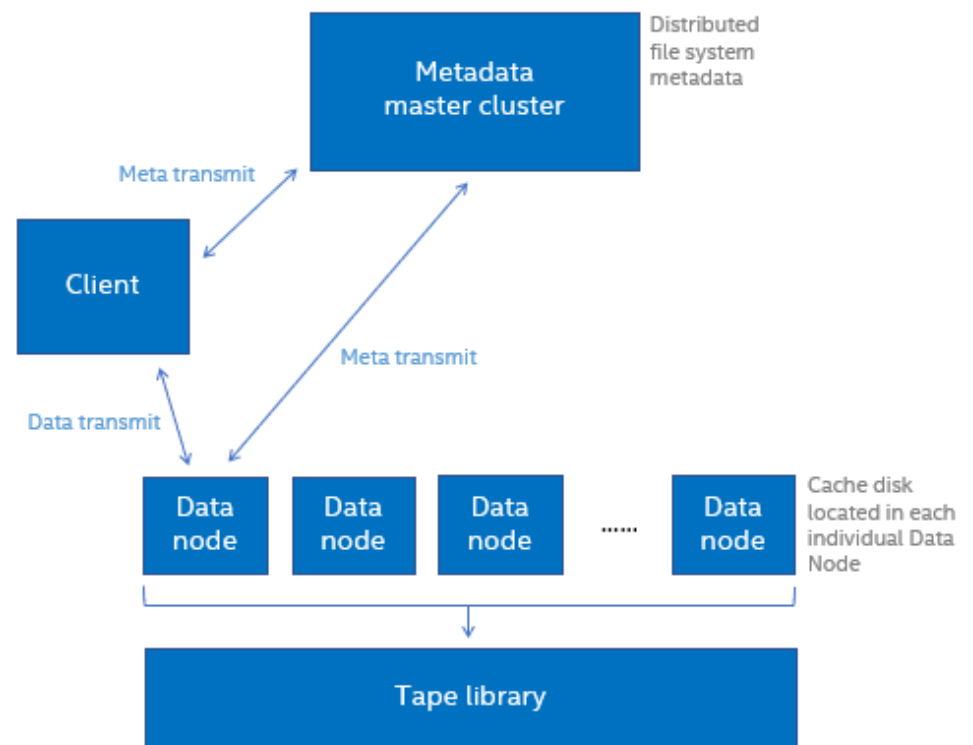 Metadata
master cluster
Distributed
file system
metadata
Meta transmit
Client
Meta transmit
Data transmit
Data
node
Data
node
Data
node
......
Data
node
Cache disk
located in each
individual Data
Node
Tape library